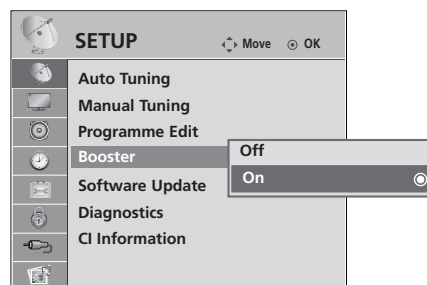 SETUP Move OK
Auto Tuning
Manual Tuning
Programme Edit
Booster Off
On
Software Update
Diagnostics
CI Information